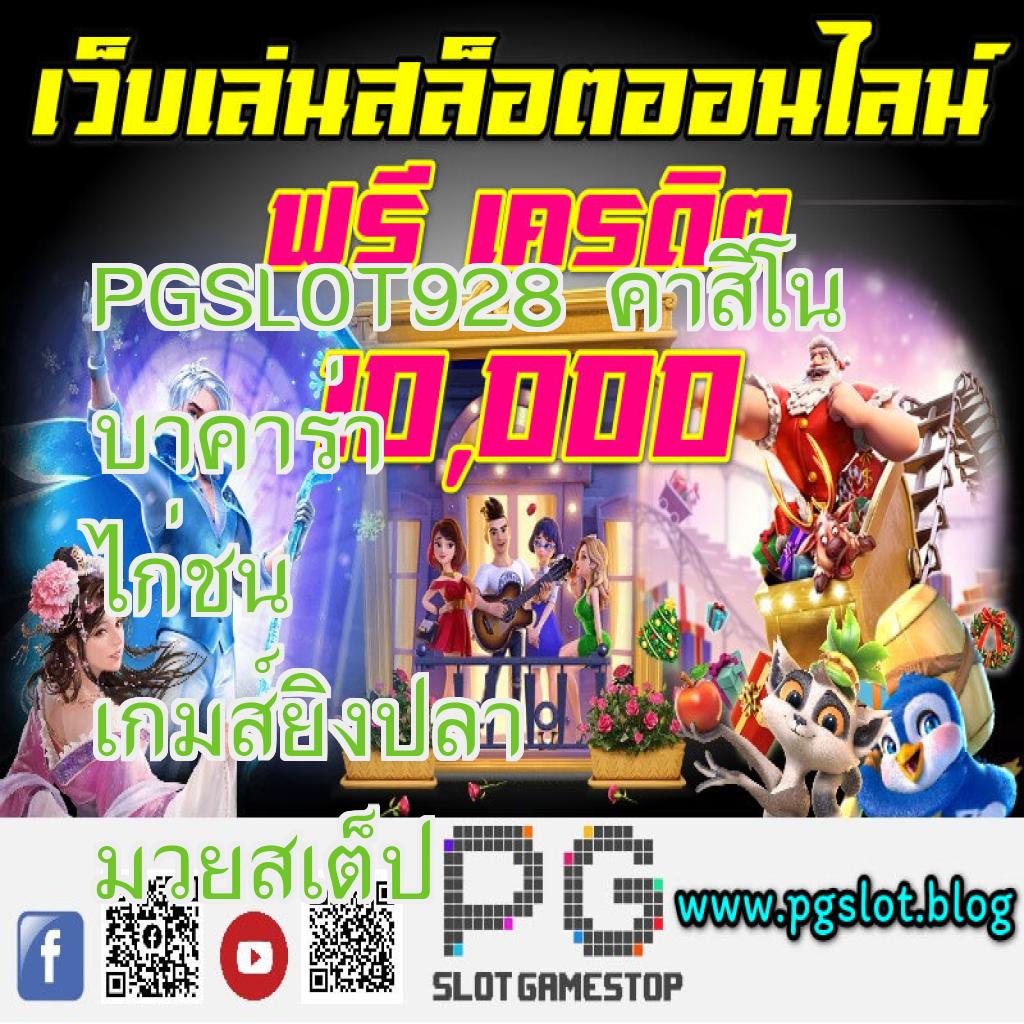 เว็บเล่นสล็อตออนไลน์
ฟรี เครดิต
PGSLOT928 คาสิโน
10,000
บาคาร่า
ไก่ชน
เกมส์ยิงปลา
มวยสเต็ป
PG
www.pgslot.blog
SLOT GAMESTOP